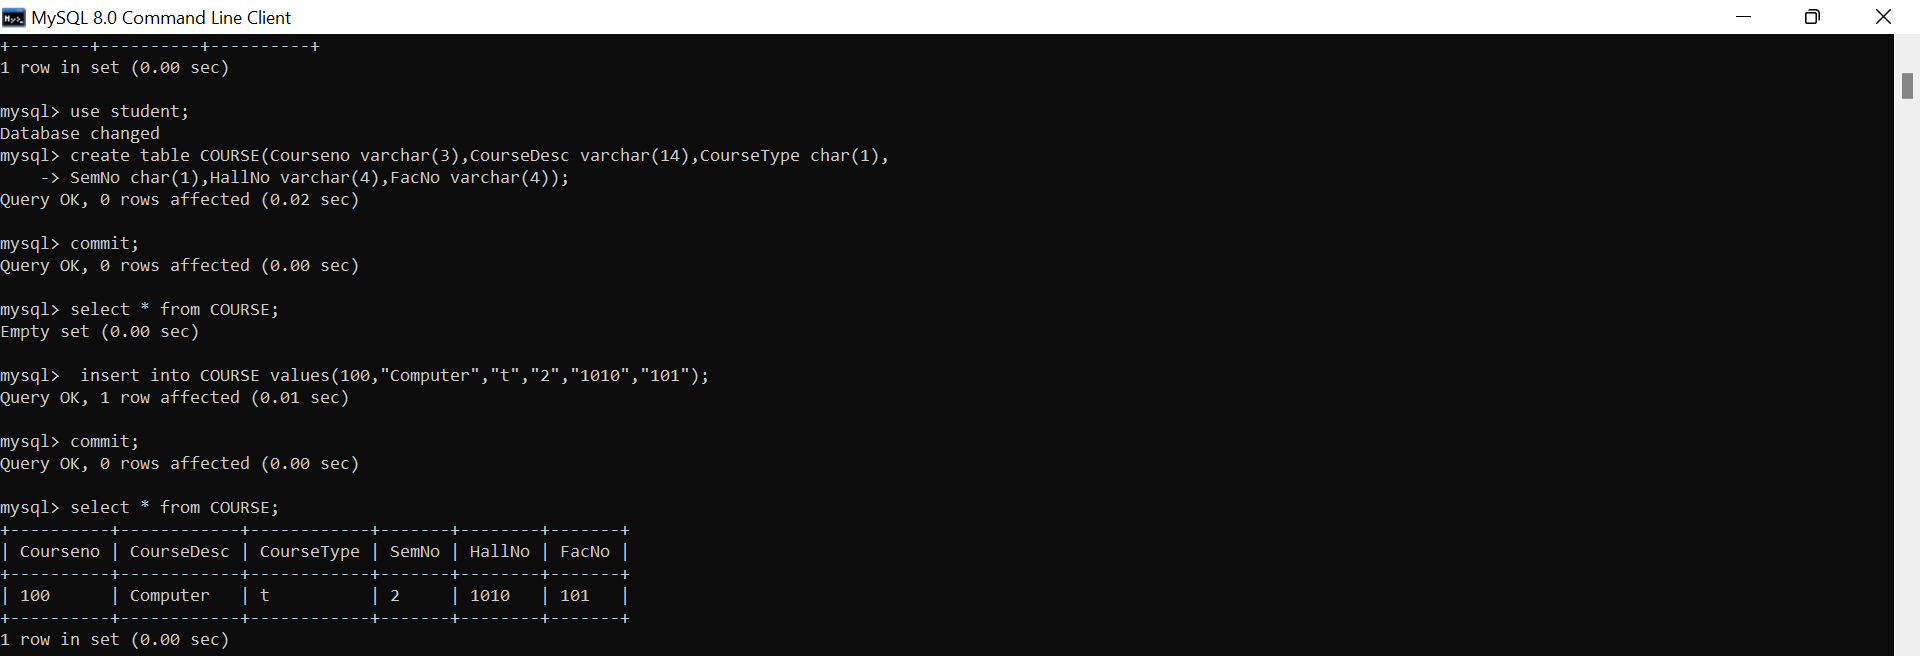 MySQL 8.0 Command Line Client
+--------+----------+----------+
1 row in set (0.00 sec)
mysql> use student;
Database changed
mysql> create table COURSE(Courseno varchar(3),CourseDesc varchar(14),CourseType char(1),
    -> SemNo char(1),HallNo varchar(4),FacNo varchar(4));
Query OK, 0 rows affected (0.02 sec)
mysql> commit;
Query OK, 0 rows affected (0.00 sec)
mysql> select * from COURSE;
Empty set (0.00 sec)
mysql>  insert into COURSE values(100,"Computer","t","2","1010","101");
Query OK, 1 row affected (0.01 sec)
mysql> commit;
Query OK, 0 rows affected (0.00 sec)
mysql> select * from COURSE;
+----------+------------+------------+-------+--------+-------+
| Courseno | CourseDesc | CourseType | SemNo | HallNo | FacNo |
+----------+------------+------------+-------+--------+-------+
| 100      | Computer   | t          | 2     | 1010   | 101   |
+----------+------------+------------+-------+--------+-------+
1 row in set (0.00 sec)